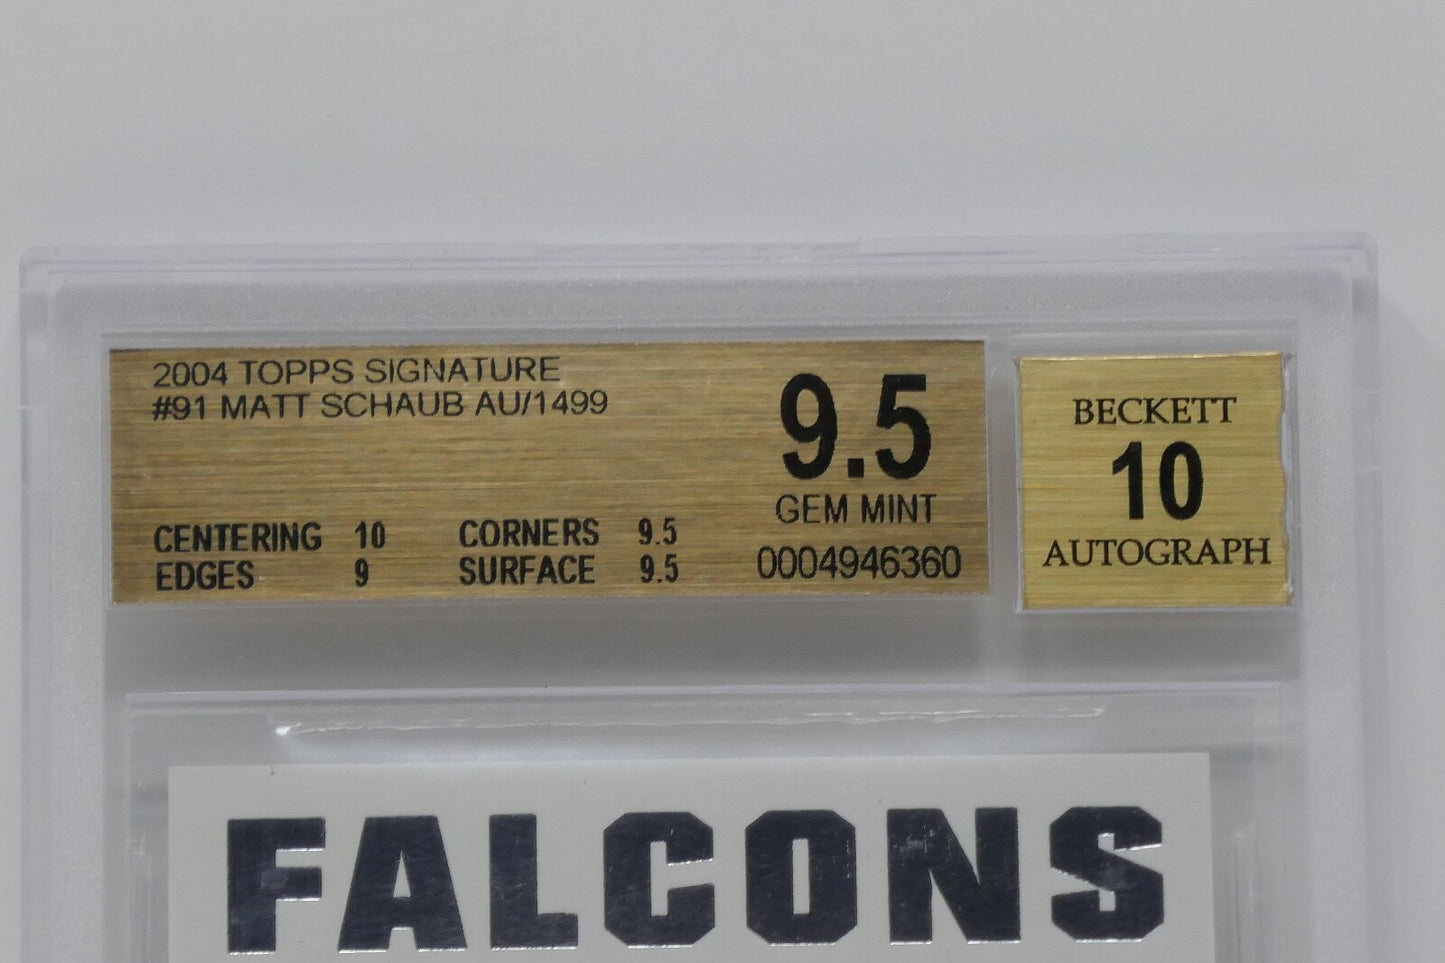 2004 TOPPS SIGNATURE
#91 MATT SCHAUB AU/1499
9.5
GEM MINT
CENTERING 10 CORNERS 9.5
EDGES 9 SURFACE 9.5
0004946360
BECKETT
10
AUTOGRAPH
FALCONS